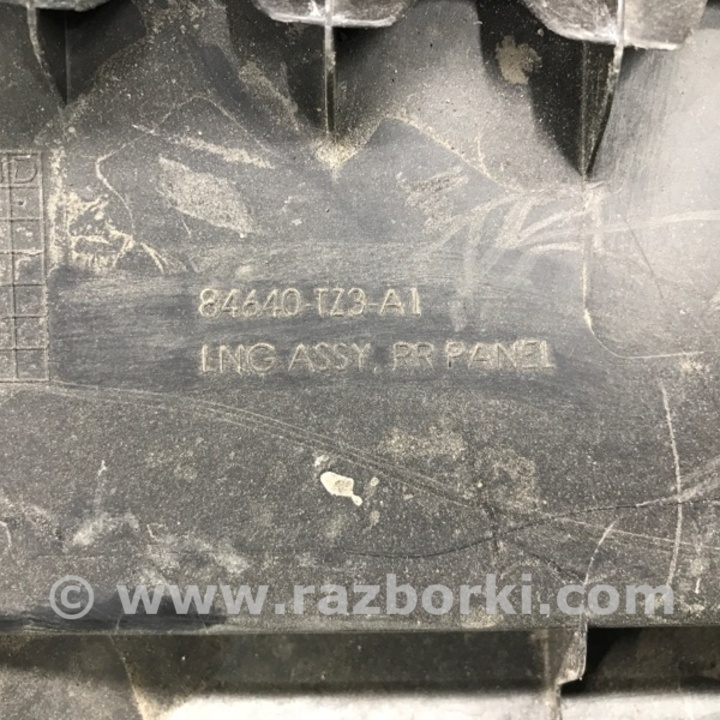 84640-TZ3-A1
LNG ASSY, RR PANEL
© www.razborki.com